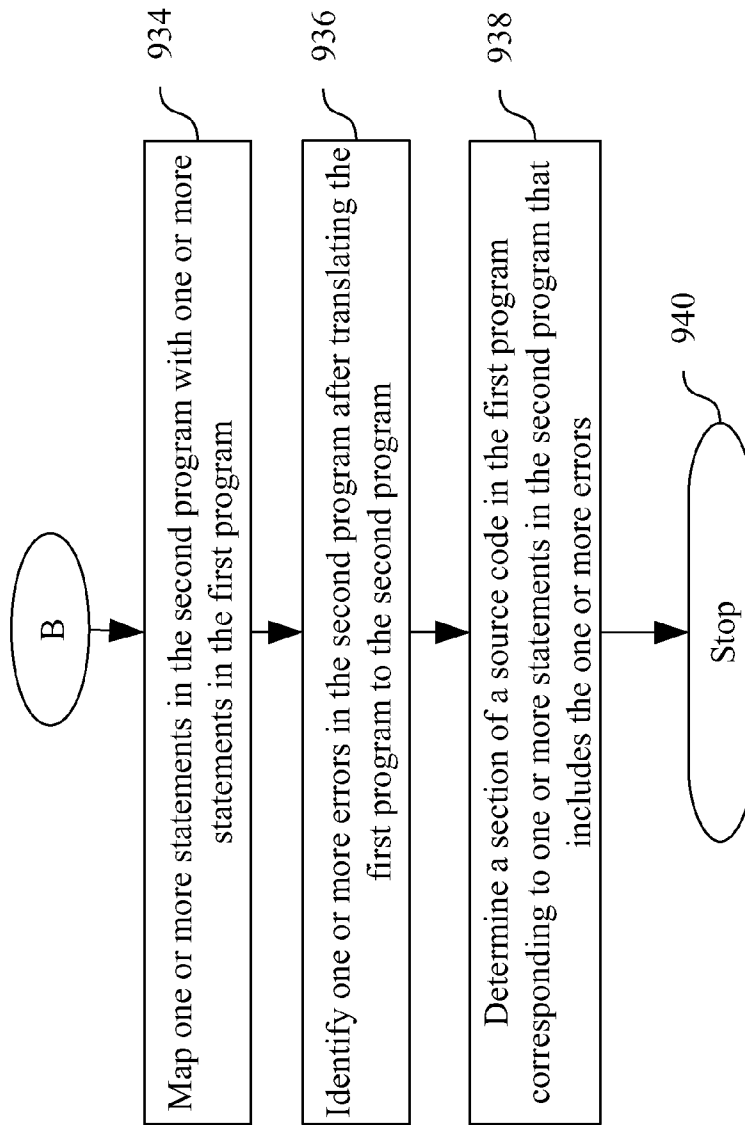 B
Map one or more statements in the second program with one or more
statements in the first program
934
Identify one or more errors in the second program after translating the
first program to the second program
936
Determine a section of a source code in the first program
corresponding to one or more statements in the second program that
includes the one or more errors
938
Stop
940